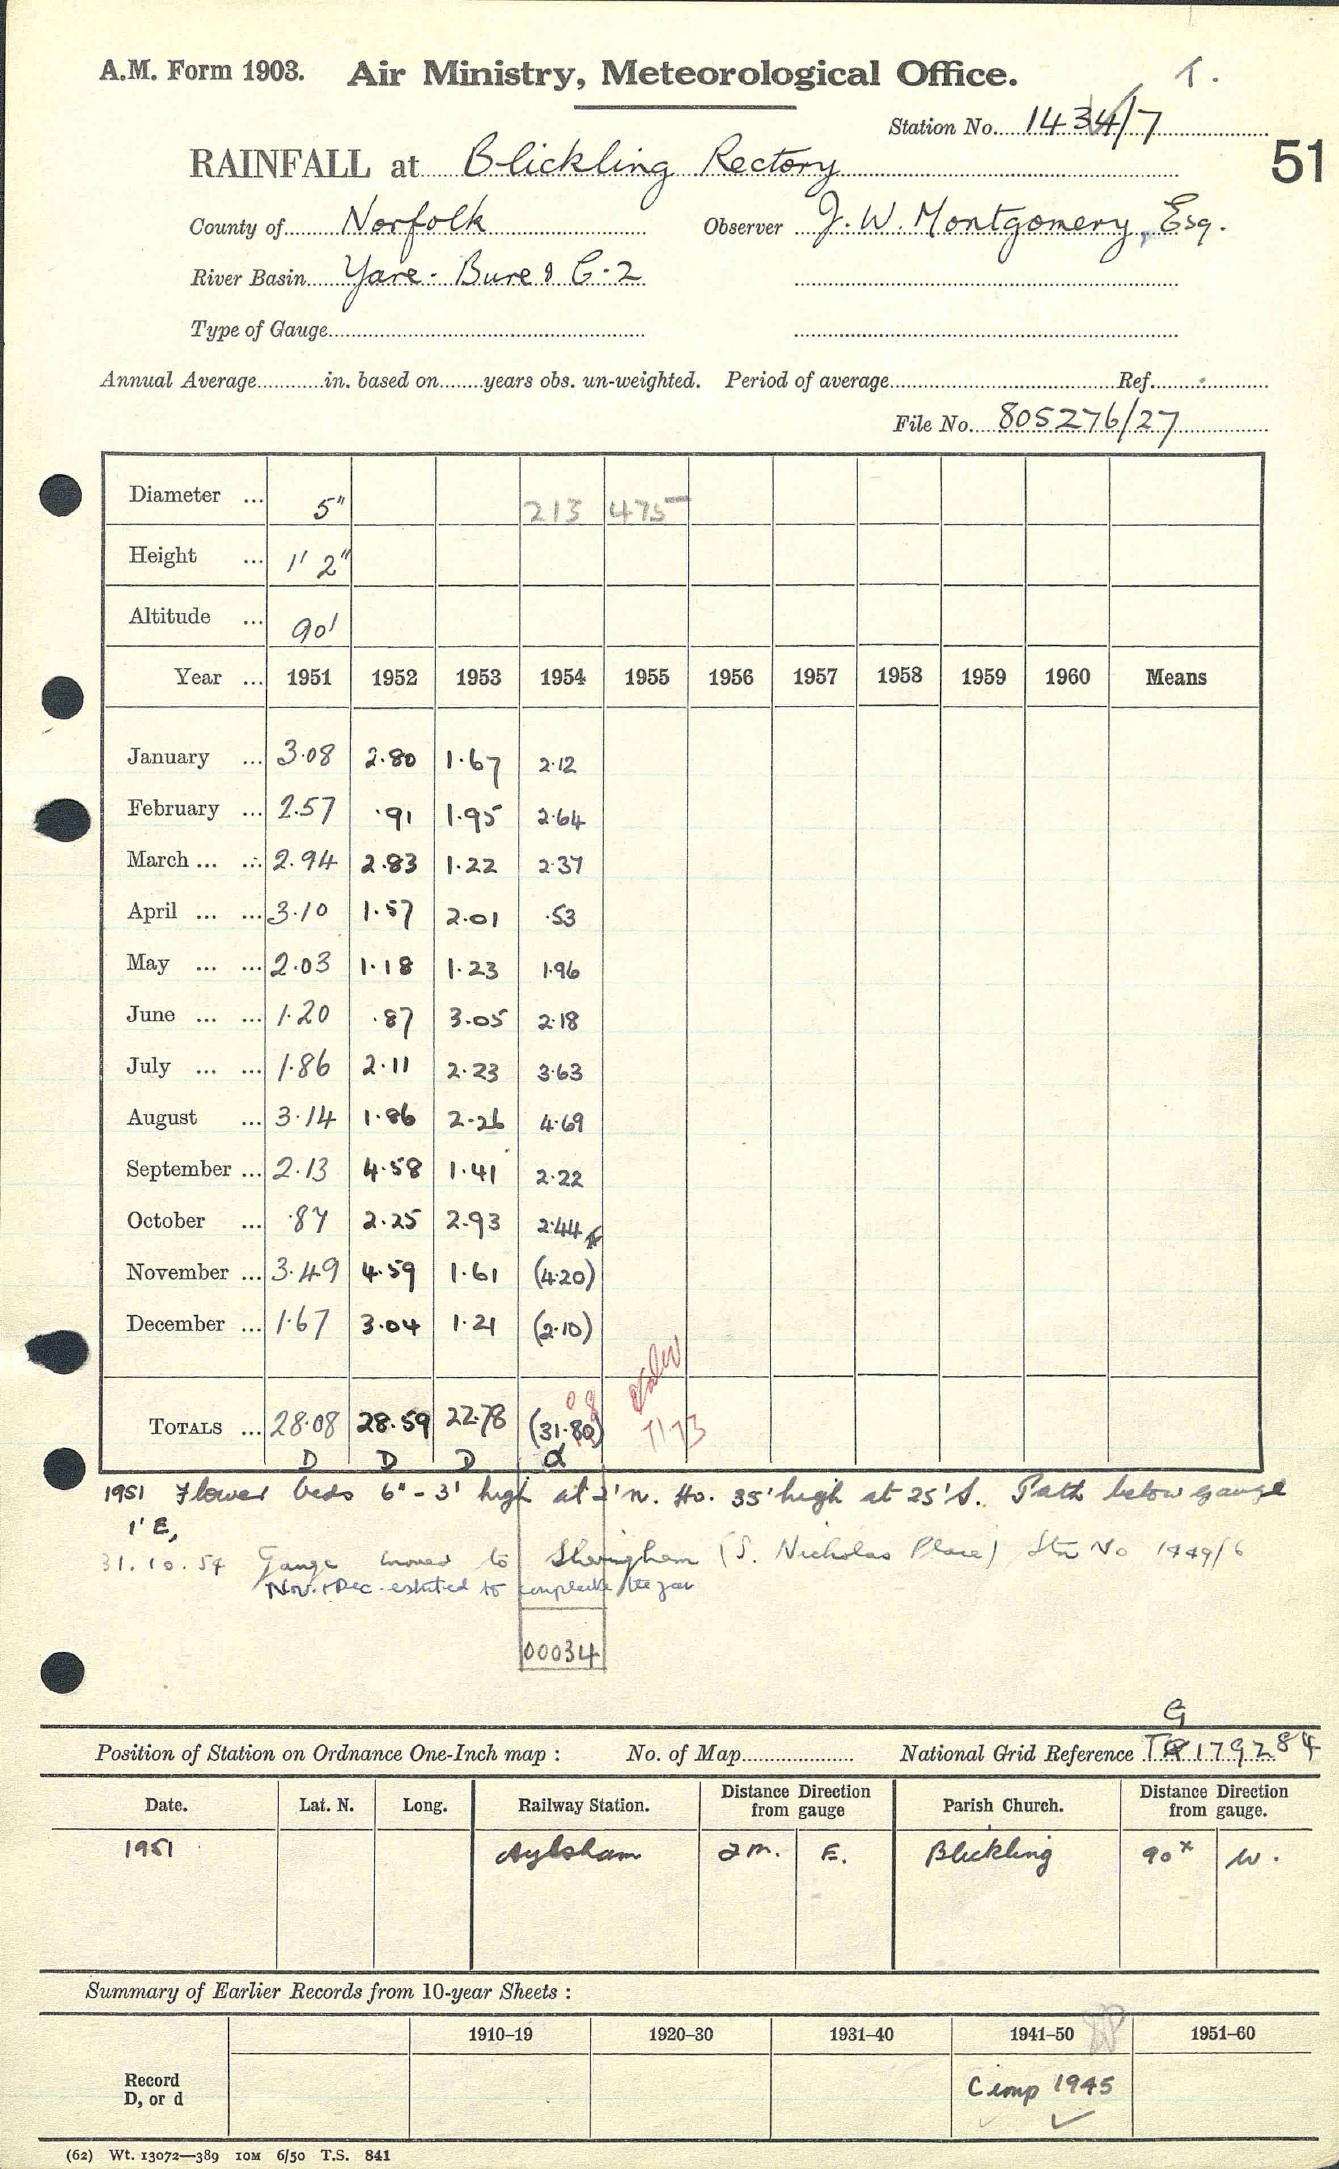 A.M. Form 1903. Air Ministry, Meteorological Office. T.
Station No. 1434/7
51
RAINFALL at Blickling Rectory
County of Norfolk Observer J. W. Montgomery, Esq.
River Basin Yare - Bure & C-2
Type of Gauge
Annual Average in. based on years obs. un-weighted. Period of average Ref.
File No. 805276/27
Diameter ... 5" 213 475
Height ... 1' 2"
Altitude ... 90'
Year ... 1951 1952 1953 1954 1955 1956 1957 1958 1959 1960 Means
January ... 3.08 2.80 1.67 2.12
February ... 2.57 .91 1.95 2.64
March ... ... 2.94 2.83 1.22 2.37
April ... ... 3.10 1.57 2.01 .53
May ... ... 2.03 1.18 1.23 1.96
June ... ... 1.20 .87 3.05 2.18
July ... ... 1.86 2.11 2.23 3.63
August ... 3.14 1.86 2.26 4.69
September ... 2.13 4.58 1.41 2.22
October ... .87 2.25 2.93 2.44
November ... 3.49 4.59 1.61 (4.20)
December ... 1.67 3.04 1.21 (2.10)
08
TOTALS ... 28.08 28.59 22.78 (31.80) 7173
D D D d
1951 Flower beds 6" - 3' high at 2' N. Ho. 35' high at 25' S. Path below gauge
1' E,
31.10.54 Gauge moved to Sheringham (S. Nicholas Place) Stn No 1449/6
Nov. & Dec. estimated to complete the year
00034
G
Position of Station on Ordnance One-Inch map : No. of Map National Grid Reference TG 179284
Date. Lat. N. Long. Railway Station. Distance from gauge Direction Parish Church. Distance from gauge. Direction
1951 Aylsham 2m. E. Blickling 90x W.
Summary of Earlier Records from 10-year Sheets :
1910–19 1920–30 1931–40 1941–50 1951–60
Record
D, or d
Comp 1945
(62) Wt. 13072—389 10M 6/50 T.S. 841